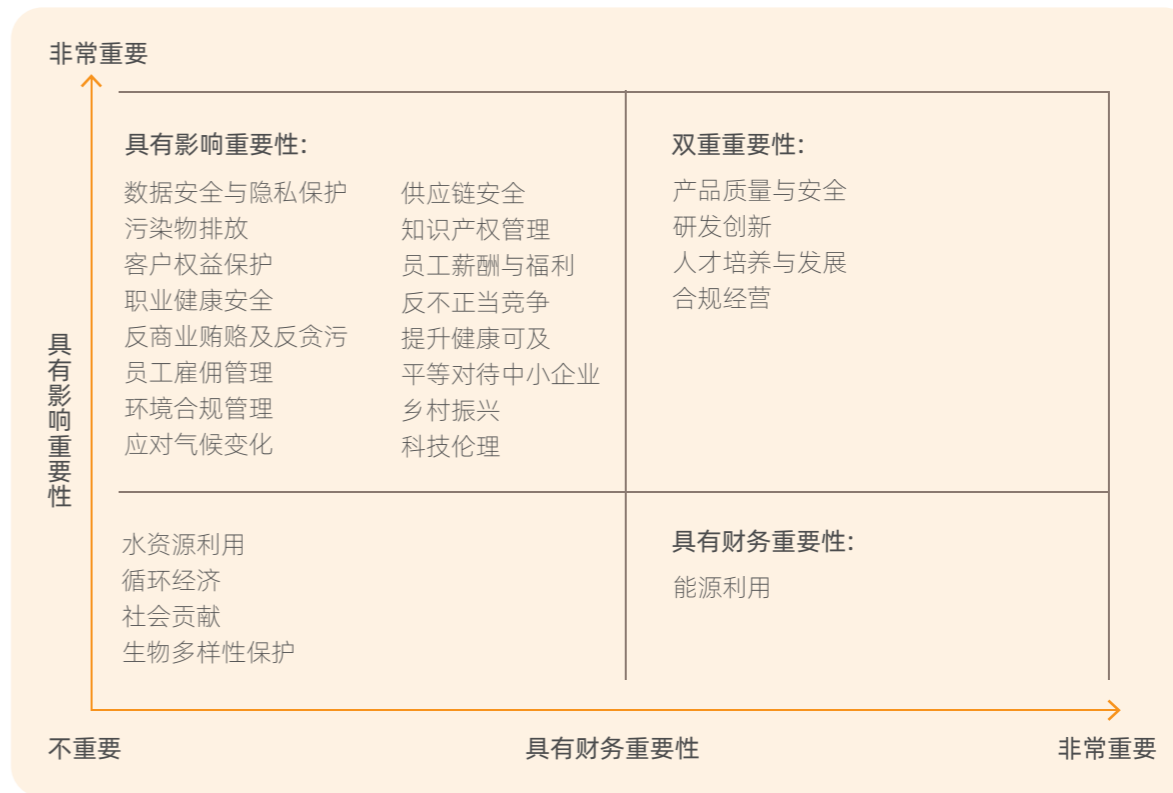 非常重要
具有影响重要性
具有影响重要性:
数据安全与隐私保护
污染物排放
客户权益保护
职业健康安全
反商业贿赂及反贪污
员工雇佣管理
环境合规管理
应对气候变化
供应链安全
知识产权管理
员工薪酬与福利
反不正当竞争
提升健康可及
平等对待中小企业
乡村振兴
科技伦理
双重重要性:
产品质量与安全
研发创新
人才培养与发展
合规经营
水资源利用
循环经济
社会贡献
生物多样性保护
具有财务重要性:
能源利用
不重要
具有财务重要性
非常重要